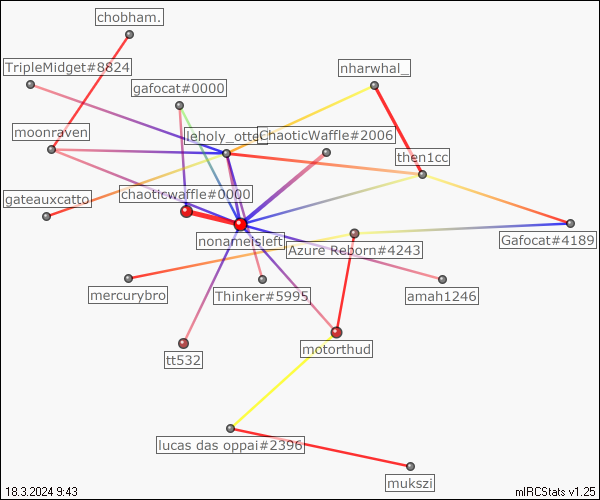 chobham.
TripleMidget#8824
nharwhal_
gafocat#0000
moonraven
leholy_otte
ChaoticWaffle#2006
then1cc
gateauxcatto
chaoticwaffle#0000
nonameisleft
Azure Reborn#4243
Gafocat#4189
mercurybro
Thinker#5995
amah1246
motorthud
tt532
lucas das oppai#2396
mukszi
18.3.2024 9:43
mIRCStats v1.25